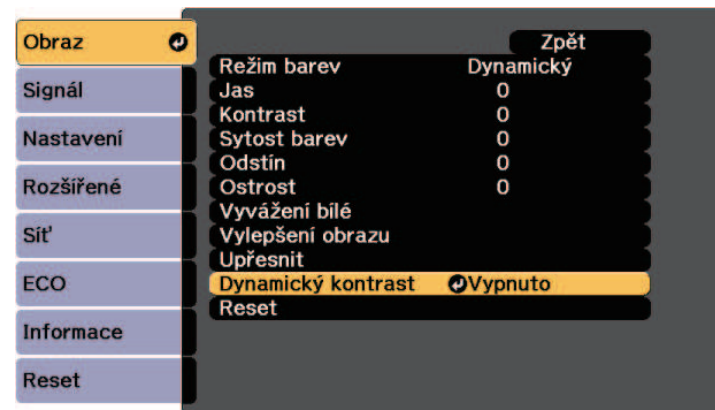 Obraz
Signál
Nastavení
Rozšířené
Síť
ECO
Informace
Reset
Zpět
Režim barev Dynamický
Jas 0
Kontrast 0
Sytost barev 0
Odstín 0
Ostrost 0
Vyvážení bílé
Vylepšení obrazu
Upřesnit
Dynamický kontrast Vypnuto
Reset